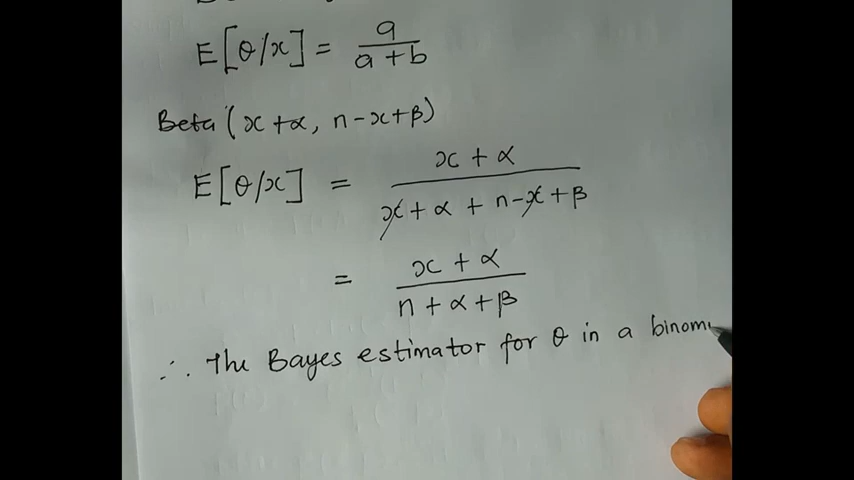 E[θ/x] = a / a+b
Beta (x+α, n-x+β)
E[θ/x] = x + α / x + α + n-x+β
= x + α / n + α + β
∴ The Bayes estimator for θ in a binom